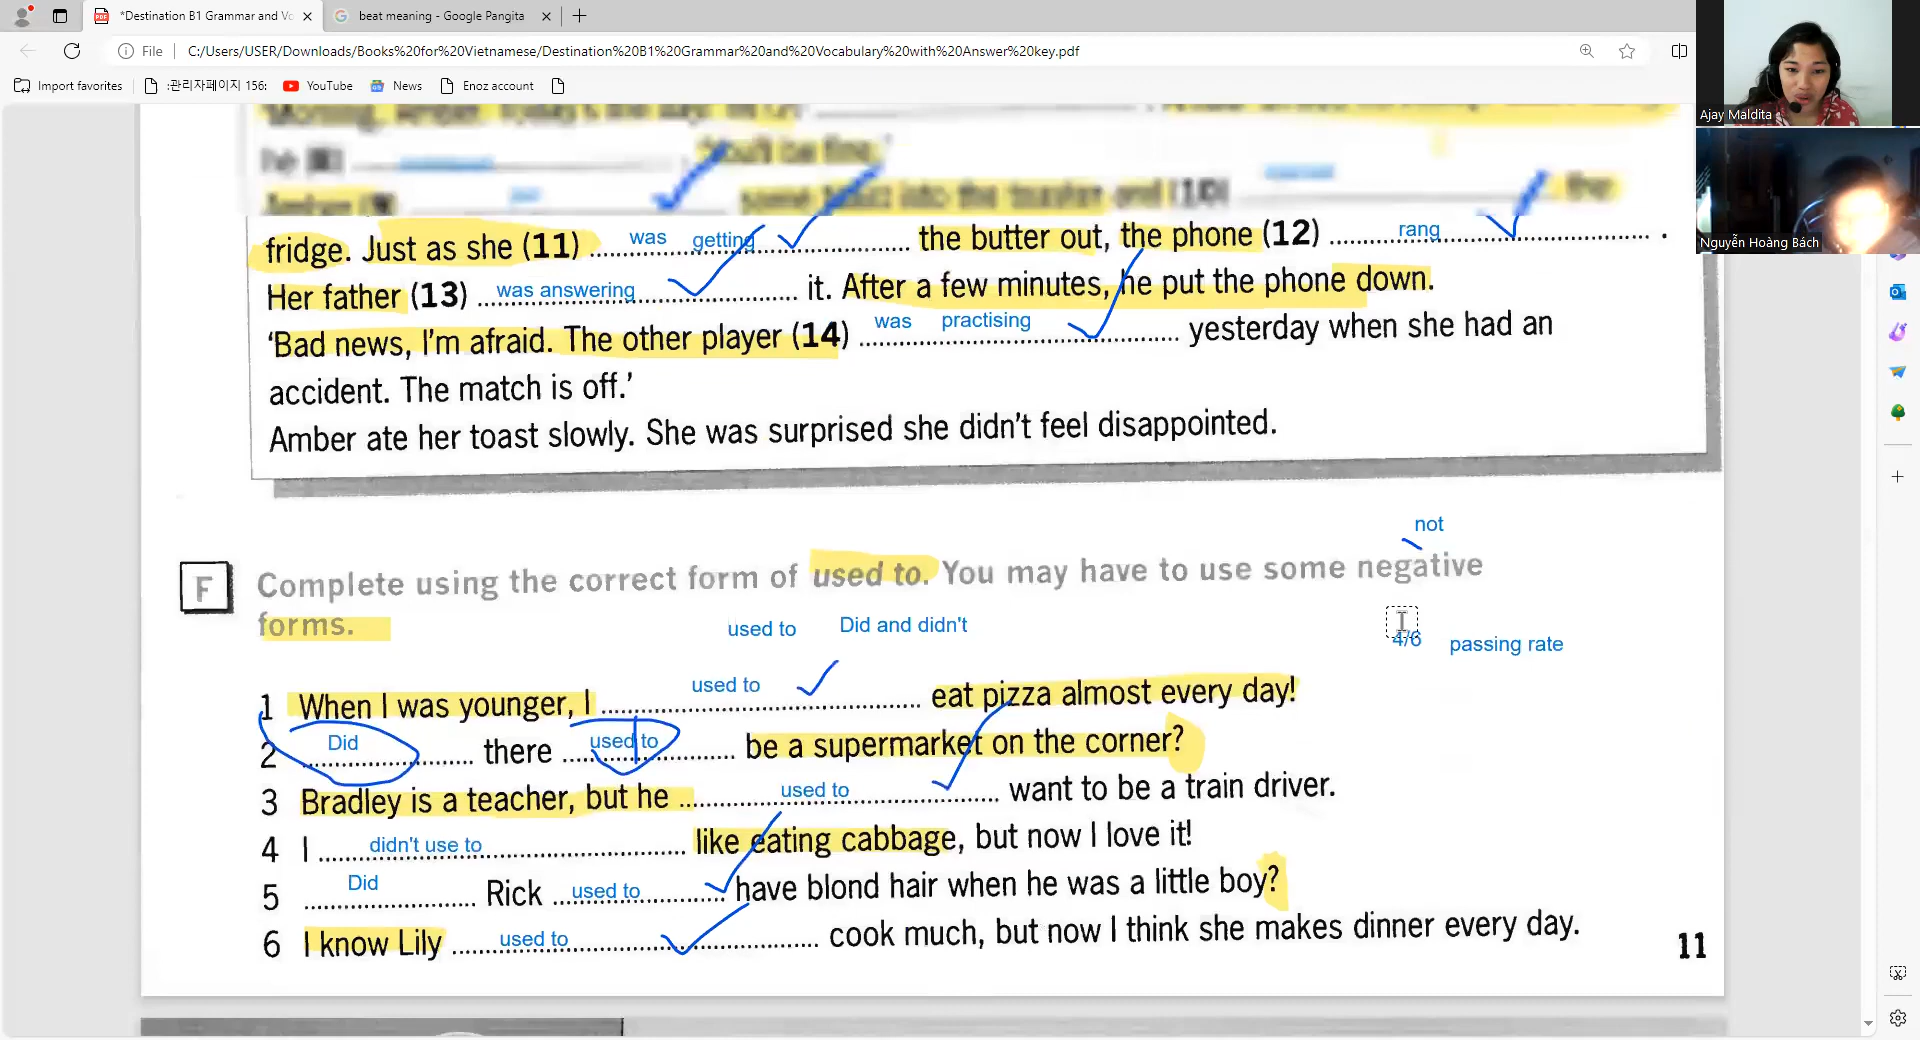 *Destination B1 Grammar and Vo
beat meaning - Google Pangita
File C:/Users/USER/Downloads/Books%20for%20Vietnamese/Destination%20B1%20Grammar%20and%20Vocabulary%20with%20Answer%20key.pdf
Import favorites :관리자페이지 156: YouTube News Enoz account
Ajay Maldita
Nguyễn Hoàng Bách
fridge. Just as she (11) was getting the butter out, the phone (12) rang .
Her father (13) was answering it. After a few minutes, he put the phone down.
‘Bad news, I'm afraid. The other player (14) was practising yesterday when she had an
accident. The match is off.’
Amber ate her toast slowly. She was surprised she didn't feel disappointed.
not
F Complete using the correct form of used to. You may have to use some negative
forms.
used to Did and didn't
4/6 passing rate
1 When I was younger, I used to eat pizza almost every day!
2 Did there used to be a supermarket on the corner?
3 Bradley is a teacher, but he used to want to be a train driver.
4 I didn't use to like eating cabbage, but now I love it!
5 Did Rick used to have blond hair when he was a little boy?
6 I know Lily used to cook much, but now I think she makes dinner every day.
11